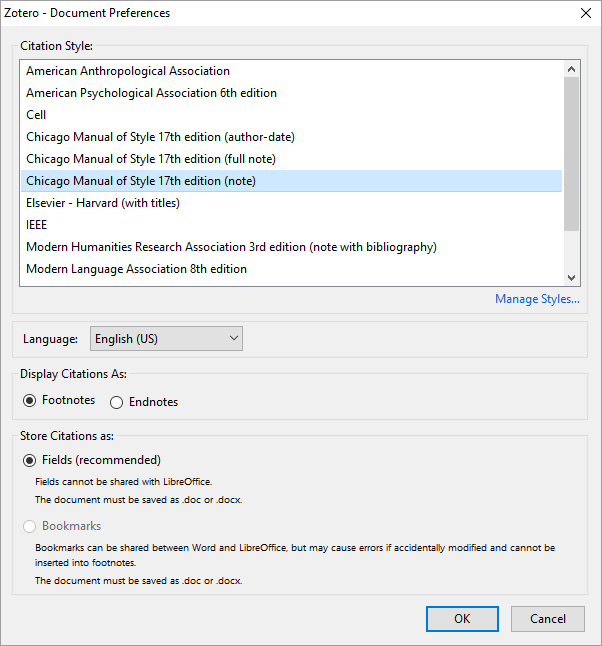 Zotero - Document Preferences
Citation Style:
American Anthropological Association
American Psychological Association 6th edition
Cell
Chicago Manual of Style 17th edition (author-date)
Chicago Manual of Style 17th edition (full note)
Chicago Manual of Style 17th edition (note)
Elsevier - Harvard (with titles)
IEEE
Modern Humanities Research Association 3rd edition (note with bibliography)
Modern Language Association 8th edition
Manage Styles...
Language: English (US)
Display Citations As:
Footnotes Endnotes
Store Citations as:
Fields (recommended)
Fields cannot be shared with LibreOffice.
The document must be saved as .doc or .docx.
Bookmarks
Bookmarks can be shared between Word and LibreOffice, but may cause errors if accidentally modified and cannot be
inserted into footnotes.
The document must be saved as .doc or .docx.
OK Cancel